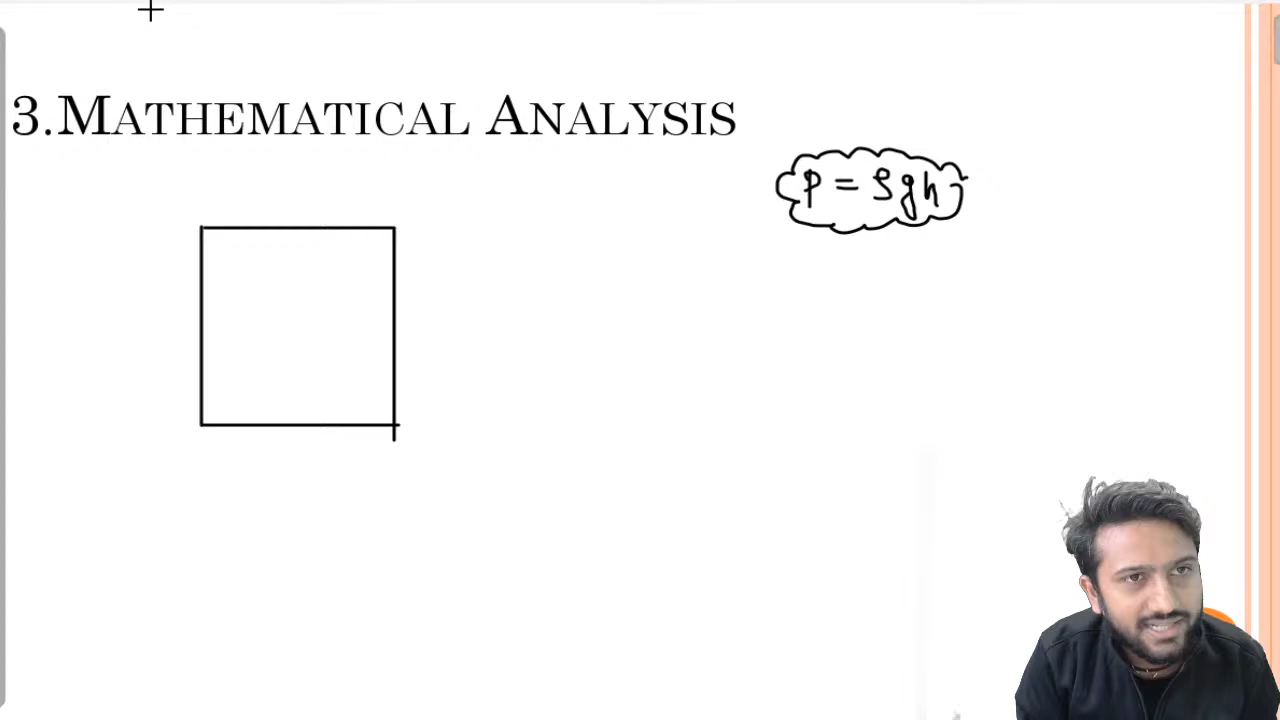 3.MATHEMATICAL ANALYSIS
P = ρgh